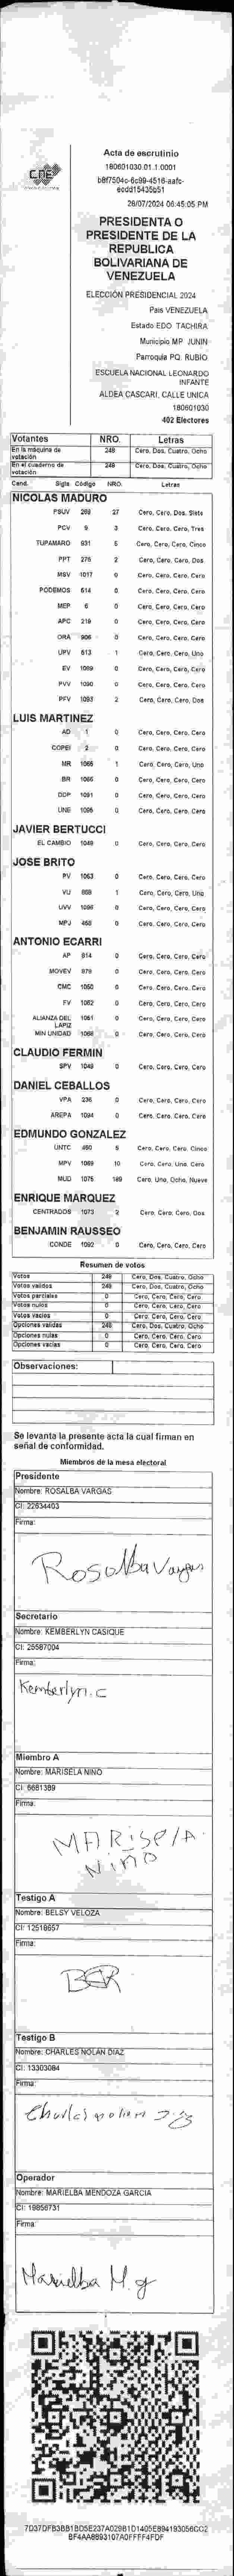 CNE
Acta de escrutinio
180601030.01.1.0001
28/07/2024 06:45:05 PM
PRESIDENTA O
PRESIDENTE DE LA
REPUBLICA
BOLIVARIANA DE
VENEZUELA
ELECCIÓN PRESIDENCIAL 2024
Pais VENEZUELA
Estado EDO TACHIRA
Municipio MP JUNIN
Parroquia PQ. RUBIO
ESCUELA NACIONAL LEONARDO
INFANTE
ALDEA CASCARI, CALLE UNICA
180601030
402 Electores
Votantes NRO. Letras
En la máquina de votación 248 Cero, Dos, Cuatro, Ocho
En el cuaderno de votación 248 Cero, Dos, Cuatro, Ocho
Cand. Sigla Código NRO. Letras
NICOLAS MADURO
PSUV 27 Cero, Cero, Dos, Siete
PCV 3 Cero, Cero, Cero, Tres
TUPAMARO 931 5 Cero, Cero, Cero, Cinco
PPT 276 2 Cero, Cero, Cero, Dos
MSV 1017 0 Cero, Cero, Cero, Cero
PODEMOS 514 0 Cero, Cero, Cero, Cero
MEP 6 0 Cero, Cero, Cero, Cero
APC 218 0 Cero, Cero, Cero, Cero
ORA 906 0 Cero, Cero, Cero, Cero
UPV 613 1 Cero, Cero, Cero, Uno
EV 1089 0 Cero, Cero, Cero, Cero
PVV 1090 0 Cero, Cero, Cero, Cero
PFV 1093 2 Cero, Cero, Cero, Dos
LUIS MARTINEZ
AD 1 0 Cero, Cero, Cero, Cero
COPEI 2 0 Cero, Cero, Cero, Cero
MR 1065 1 Cero, Cero, Cero, Uno
BR 1066 0 Cero, Cero, Cero, Cero
DDP 1091 0 Cero, Cero, Cero, Cero
UNE 1095 0 Cero, Cero, Cero, Cero
JAVIER BERTUCCI
EL CAMBIO 1049 0 Cero, Cero, Cero, Cero
JOSE BRITO
PV 1063 0 Cero, Cero, Cero, Cero
VU 868 1 Cero, Cero, Cero, Uno
UVV 1096 0 Cero, Cero, Cero, Cero
MPJ 455 0 Cero, Cero, Cero, Cero
ANTONIO ECARRI
AP 814 0 Cero, Cero, Cero, Cero
MOVEV 978 0 Cero, Cero, Cero, Cero
CMC 1050 0 Cero, Cero, Cero, Cero
FV 1052 0 Cero, Cero, Cero, Cero
ALIANZA DEL LAPIZ 1051 0 Cero, Cero, Cero, Cero
MIN UNIDAD 1068 0 Cero, Cero, Cero, Cero
CLAUDIO FERMIN
SPV 1048 0 Cero, Cero, Cero, Cero
DANIEL CEBALLOS
VPA 236 0 Cero, Cero, Cero, Cero
AREPA 1094 0 Cero, Cero, Cero, Cero
EDMUNDO GONZALEZ
UNTC 5 Cero, Cero, Cero, Cinco
MPV 1069 10 Cero, Cero, Uno, Cero
MUD 1075 189 Cero, Uno, Ocho, Nueve
ENRIQUE MARQUEZ
CENTRADOS 1073 2 Cero, Cero, Cero, Dos
BENJAMIN RAUSSEO
CONDE 1092 0 Cero, Cero, Cero, Cero
Resumen de votos
Votos 248 Cero, Dos, Cuatro, Ocho
Votos validos 248 Cero, Dos, Cuatro, Ocho
Votos parciales 0 Cero, Cero, Cero, Cero
Votos nulos 0 Cero, Cero, Cero, Cero
Votos vacios 0 Cero, Cero, Cero, Cero
Opciones validas 248 Cero, Dos, Cuatro, Ocho
Opciones nulas 0 Cero, Cero, Cero, Cero
Opciones vacias 0 Cero, Cero, Cero, Cero
Observaciones:
Se levanta la presente acta la cual firman en
señal de conformidad.
Miembros de la mesa electoral
Presidente
Nombre: ROSALBA VARGAS
CI: 22634403
Firma:
Rosalba Vargas
Secretario
Nombre: KEMBERLYN CASIQUE
CI: 25587004
Firma:
Kemberlyn. C
Miembro A
Nombre: MARISELA NIÑO
CI: 6681389
Firma:
MARISELA
NIÑO
Testigo A
Nombre: BELSY VELOZA
CI: 12518657
Firma:
Testigo B
Nombre: CHARLES NOLAN DIAZ
CI: 13303084
Firma:
Charles nolan Diaz
Operador
Nombre: MARIELBA MENDOZA GARCIA
CI: 19856731
Firma:
Marielba M. g